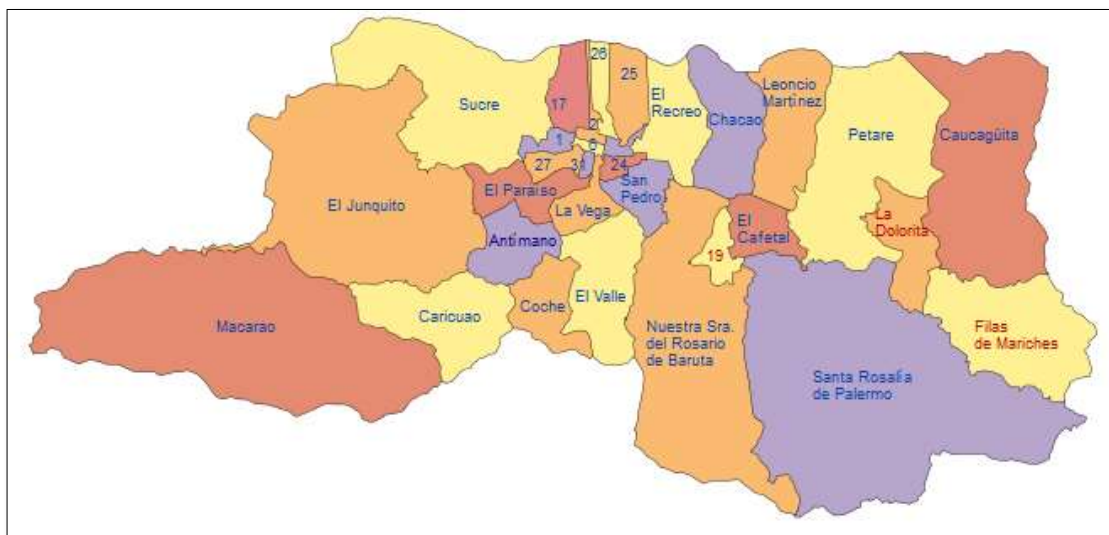 26
25
Leoncio
Martínez
El
Recreo
Sucre
17
Chacao
Petare
Caucagüita
2
1
6
27
31
24
El Paraíso
San
Pedro
El Junquito
La Vega
La
Dolorita
El
Cafetal
Antímano
19
Coche
El Valle
Caricuao
Macarao
Nuestra Sra.
del Rosario
de Baruta
Filas
de Mariches
Santa Rosalía
de Palermo